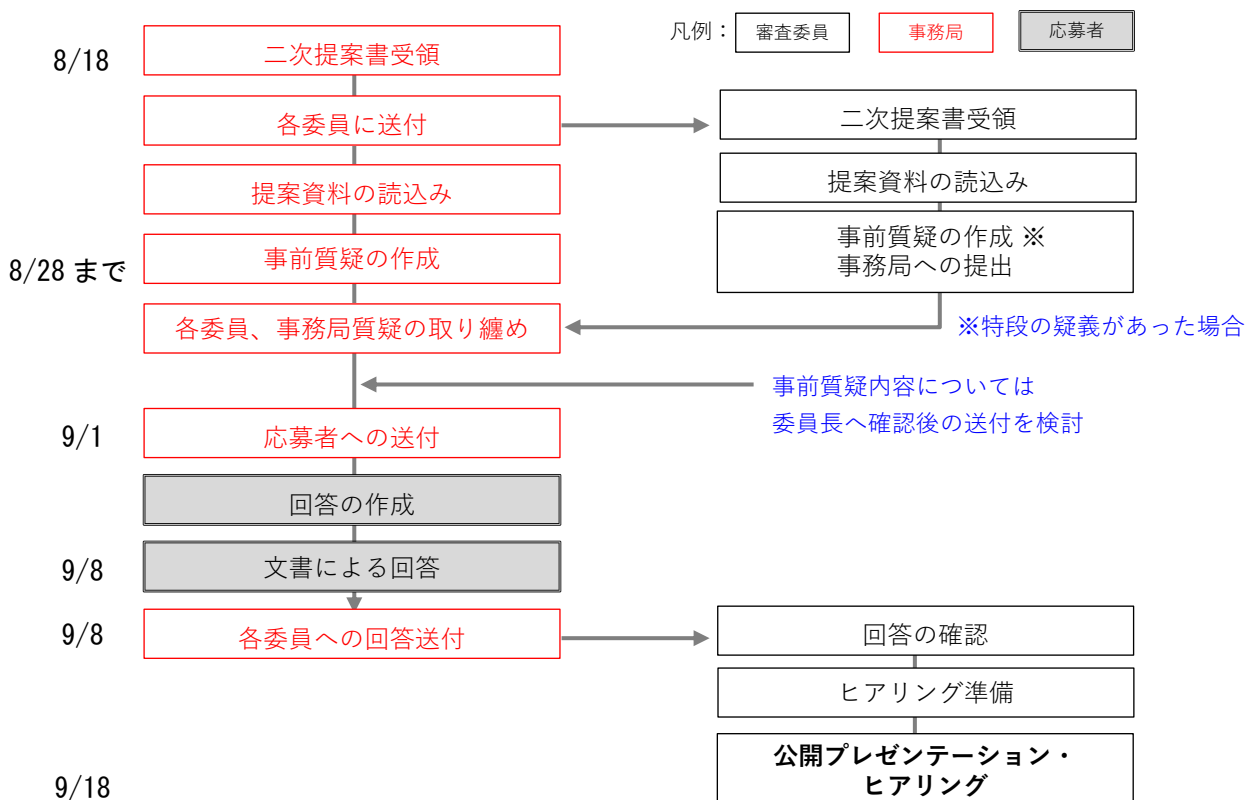 凡例： 審査委員 事務局 応募者
8/18 二次提案書受領
各委員に送付 二次提案書受領
提案資料の読込み 提案資料の読込み
8/28 まで 事前質疑の作成 事前質疑の作成 ※
事務局への提出
各委員、事務局質疑の取り纏め ※特段の疑義があった場合
事前質疑内容については
委員長へ確認後の送付を検討
9/1 応募者への送付
回答の作成
9/8 文書による回答
9/8 各委員への回答送付 回答の確認
ヒアリング準備
公開プレゼンテーション・
9/18 ヒアリング